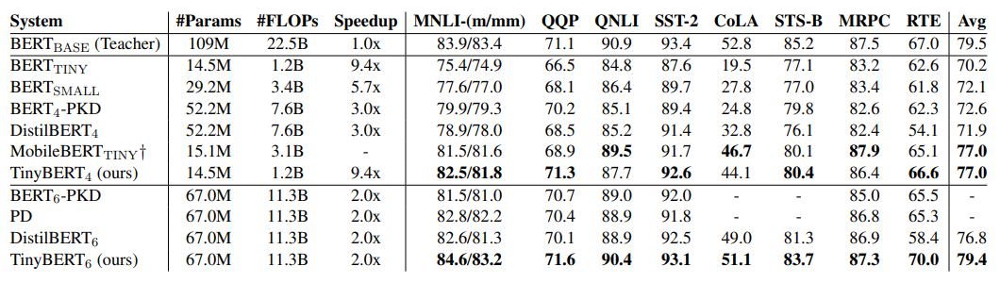 System #Params #FLOPs Speedup MNLI-(m/mm) QQP QNLI SST-2 CoLA STS-B MRPC RTE Avg
BERT_BASE (Teacher) 109M 22.5B 1.0x 83.9/83.4 71.1 90.9 93.4 52.8 85.2 87.5 67.0 79.5
BERT_TINY 14.5M 1.2B 9.4x 75.4/74.9 66.5 84.8 87.6 19.5 77.1 83.2 62.6 70.2
BERT_SMALL 29.2M 3.4B 5.7x 77.6/77.0 68.1 86.4 89.7 27.8 77.0 83.4 61.8 72.1
BERT_4-PKD 52.2M 7.6B 3.0x 79.9/79.3 70.2 85.1 89.4 24.8 79.8 82.6 62.3 72.6
DistilBERT_4 52.2M 7.6B 3.0x 78.9/78.0 68.5 85.2 91.4 32.8 76.1 82.4 54.1 71.9
MobileBERT_TINY† 15.1M 3.1B - 81.5/81.6 68.9 89.5 91.7 46.7 80.1 87.9 65.1 77.0
TinyBERT_4 (ours) 14.5M 1.2B 9.4x 82.5/81.8 71.3 87.7 92.6 44.1 80.4 86.4 66.6 77.0
BERT_6-PKD 67.0M 11.3B 2.0x 81.5/81.0 70.7 89.0 92.0 - - 85.0 65.5 -
PD 67.0M 11.3B 2.0x 82.8/82.2 70.4 88.9 91.8 - - 86.8 65.3 -
DistilBERT_6 67.0M 11.3B 2.0x 82.6/81.3 70.1 88.9 92.5 49.0 81.3 86.9 58.4 76.8
TinyBERT_6 (ours) 67.0M 11.3B 2.0x 84.6/83.2 71.6 90.4 93.1 51.1 83.7 87.3 70.0 79.4